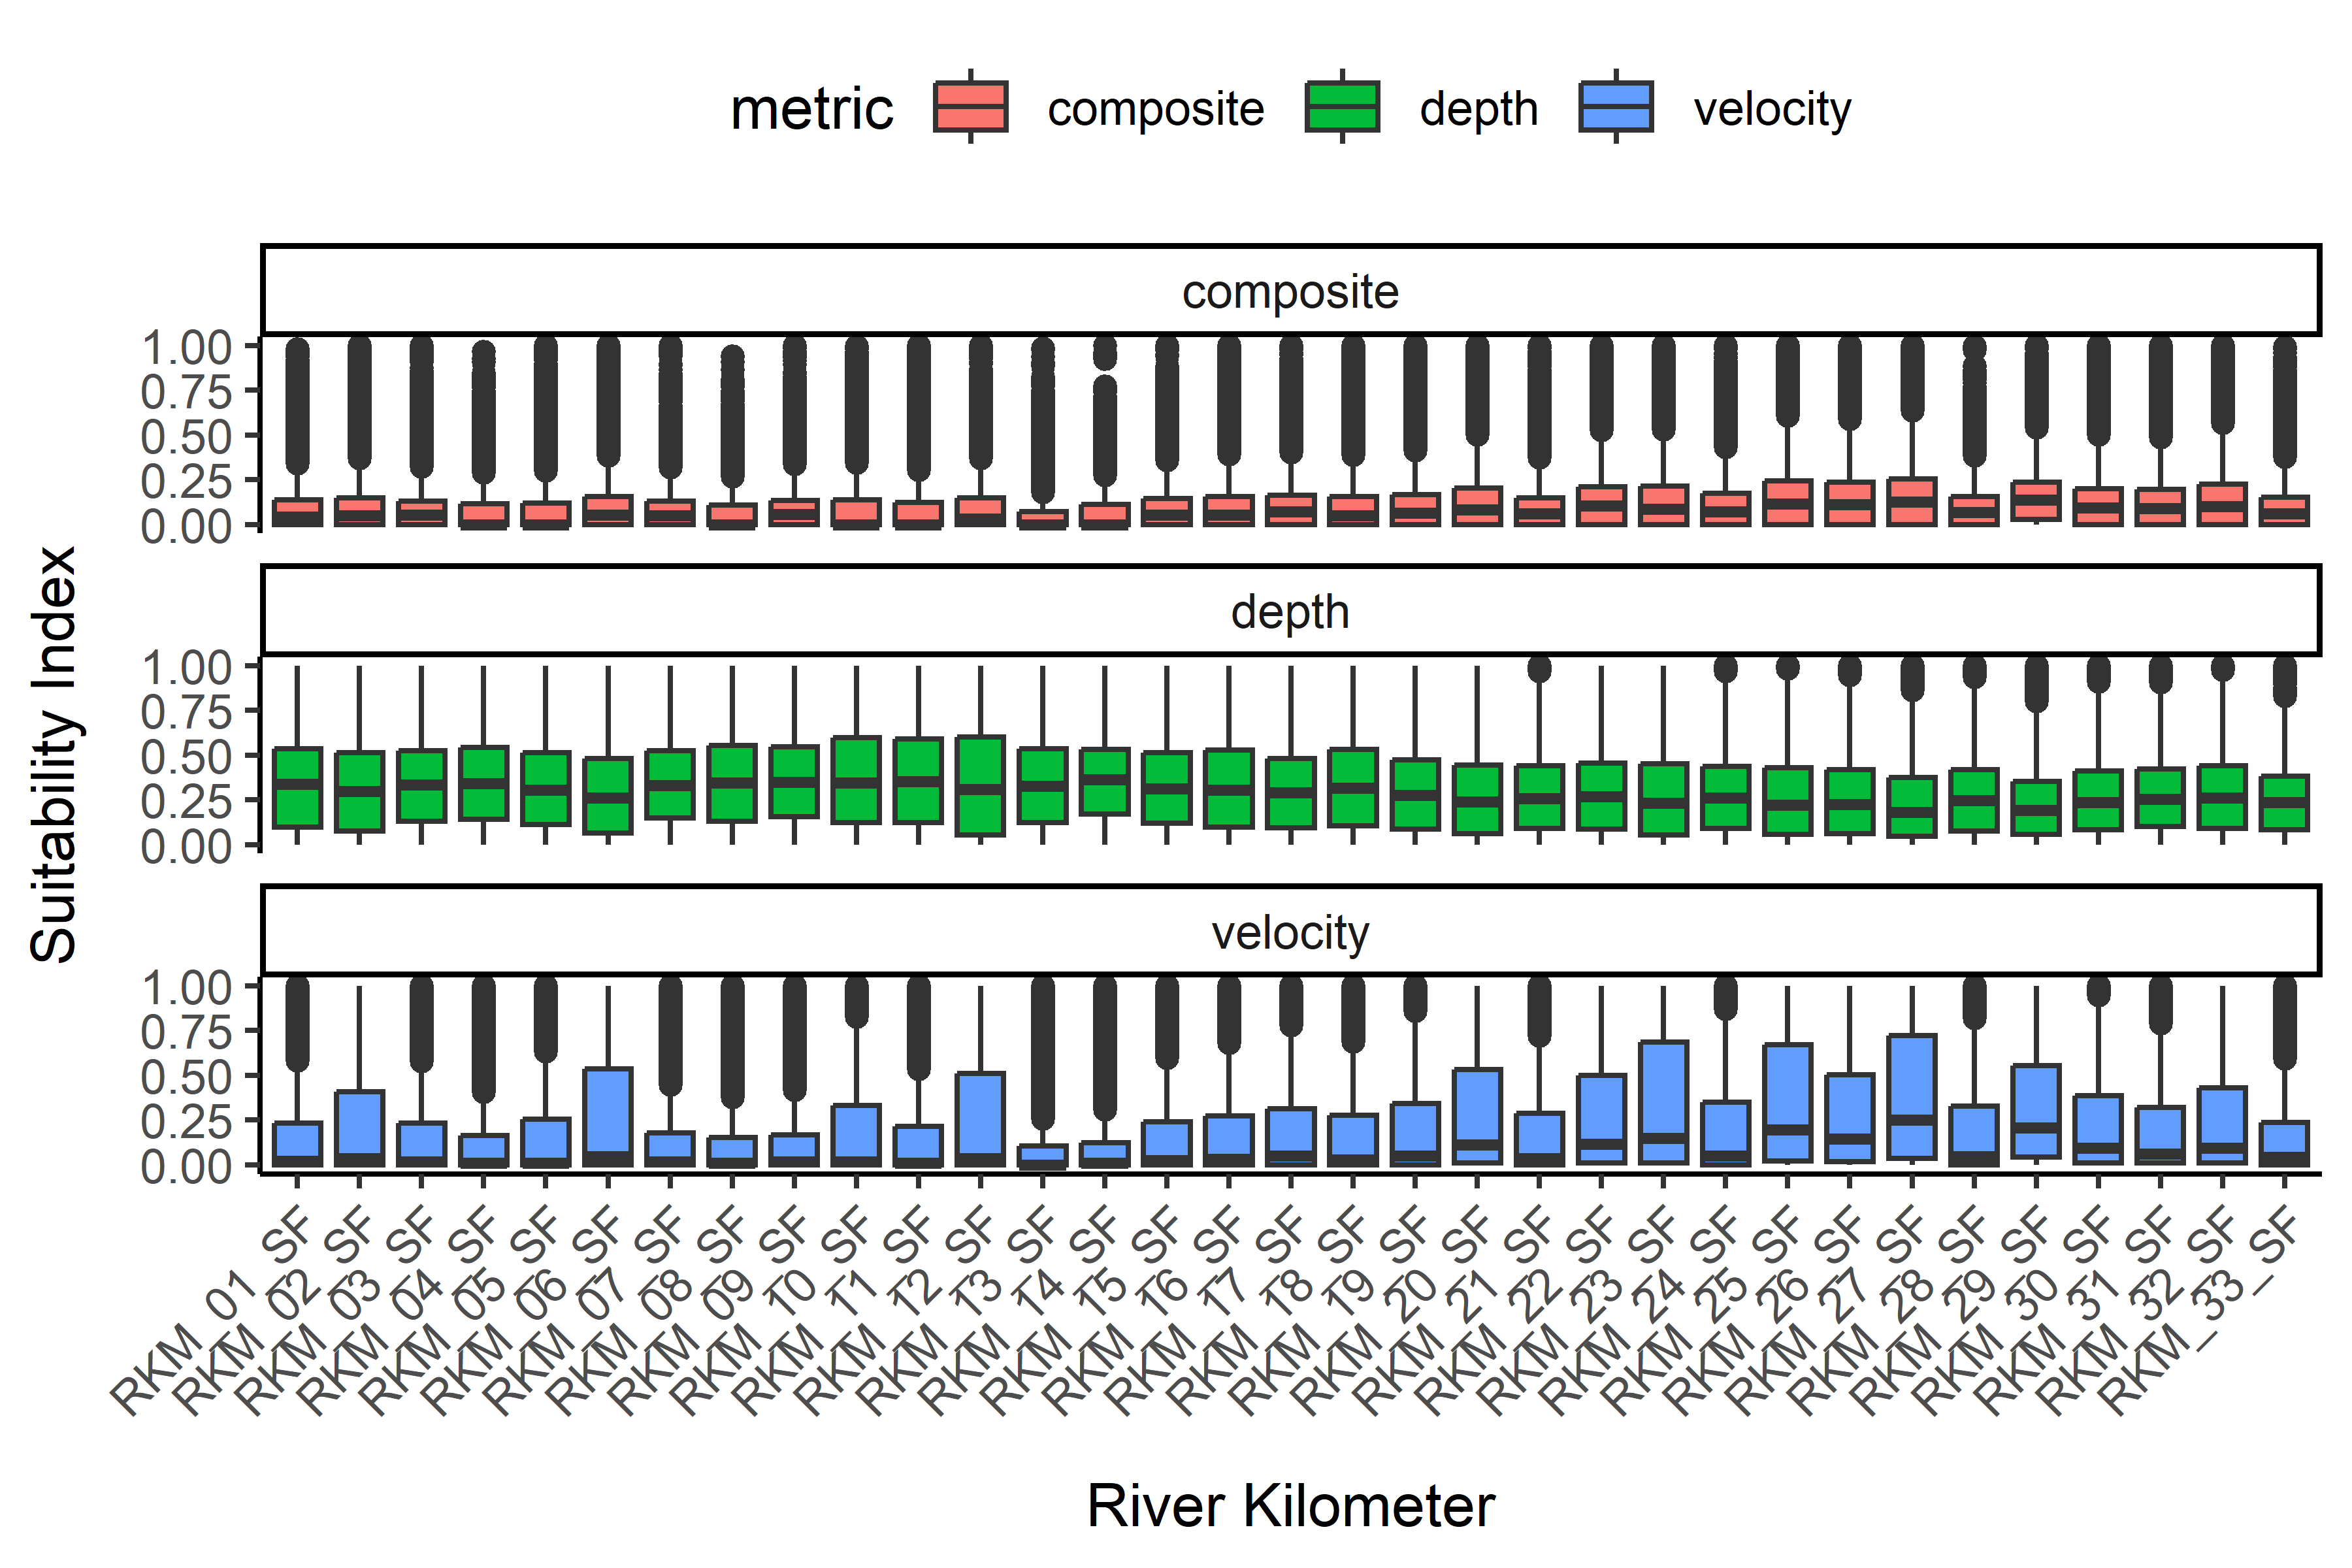 metric composite depth velocity
composite
1.00
0.75
0.50
0.25
0.00
depth
1.00
0.75
0.50
0.25
0.00
velocity
1.00
0.75
0.50
0.25
0.00
Suitability Index
RKM_01_SF
RKM_02_SF
RKM_03_SF
RKM_04_SF
RKM_05_SF
RKM_06_SF
RKM_07_SF
RKM_08_SF
RKM_09_SF
RKM_10_SF
RKM_11_SF
RKM_12_SF
RKM_13_SF
RKM_14_SF
RKM_15_SF
RKM_16_SF
RKM_17_SF
RKM_18_SF
RKM_19_SF
RKM_20_SF
RKM_21_SF
RKM_22_SF
RKM_23_SF
RKM_24_SF
RKM_25_SF
RKM_26_SF
RKM_27_SF
RKM_28_SF
RKM_29_SF
RKM_30_SF
RKM_31_SF
RKM_32_SF
RKM_33_SF
River Kilometer